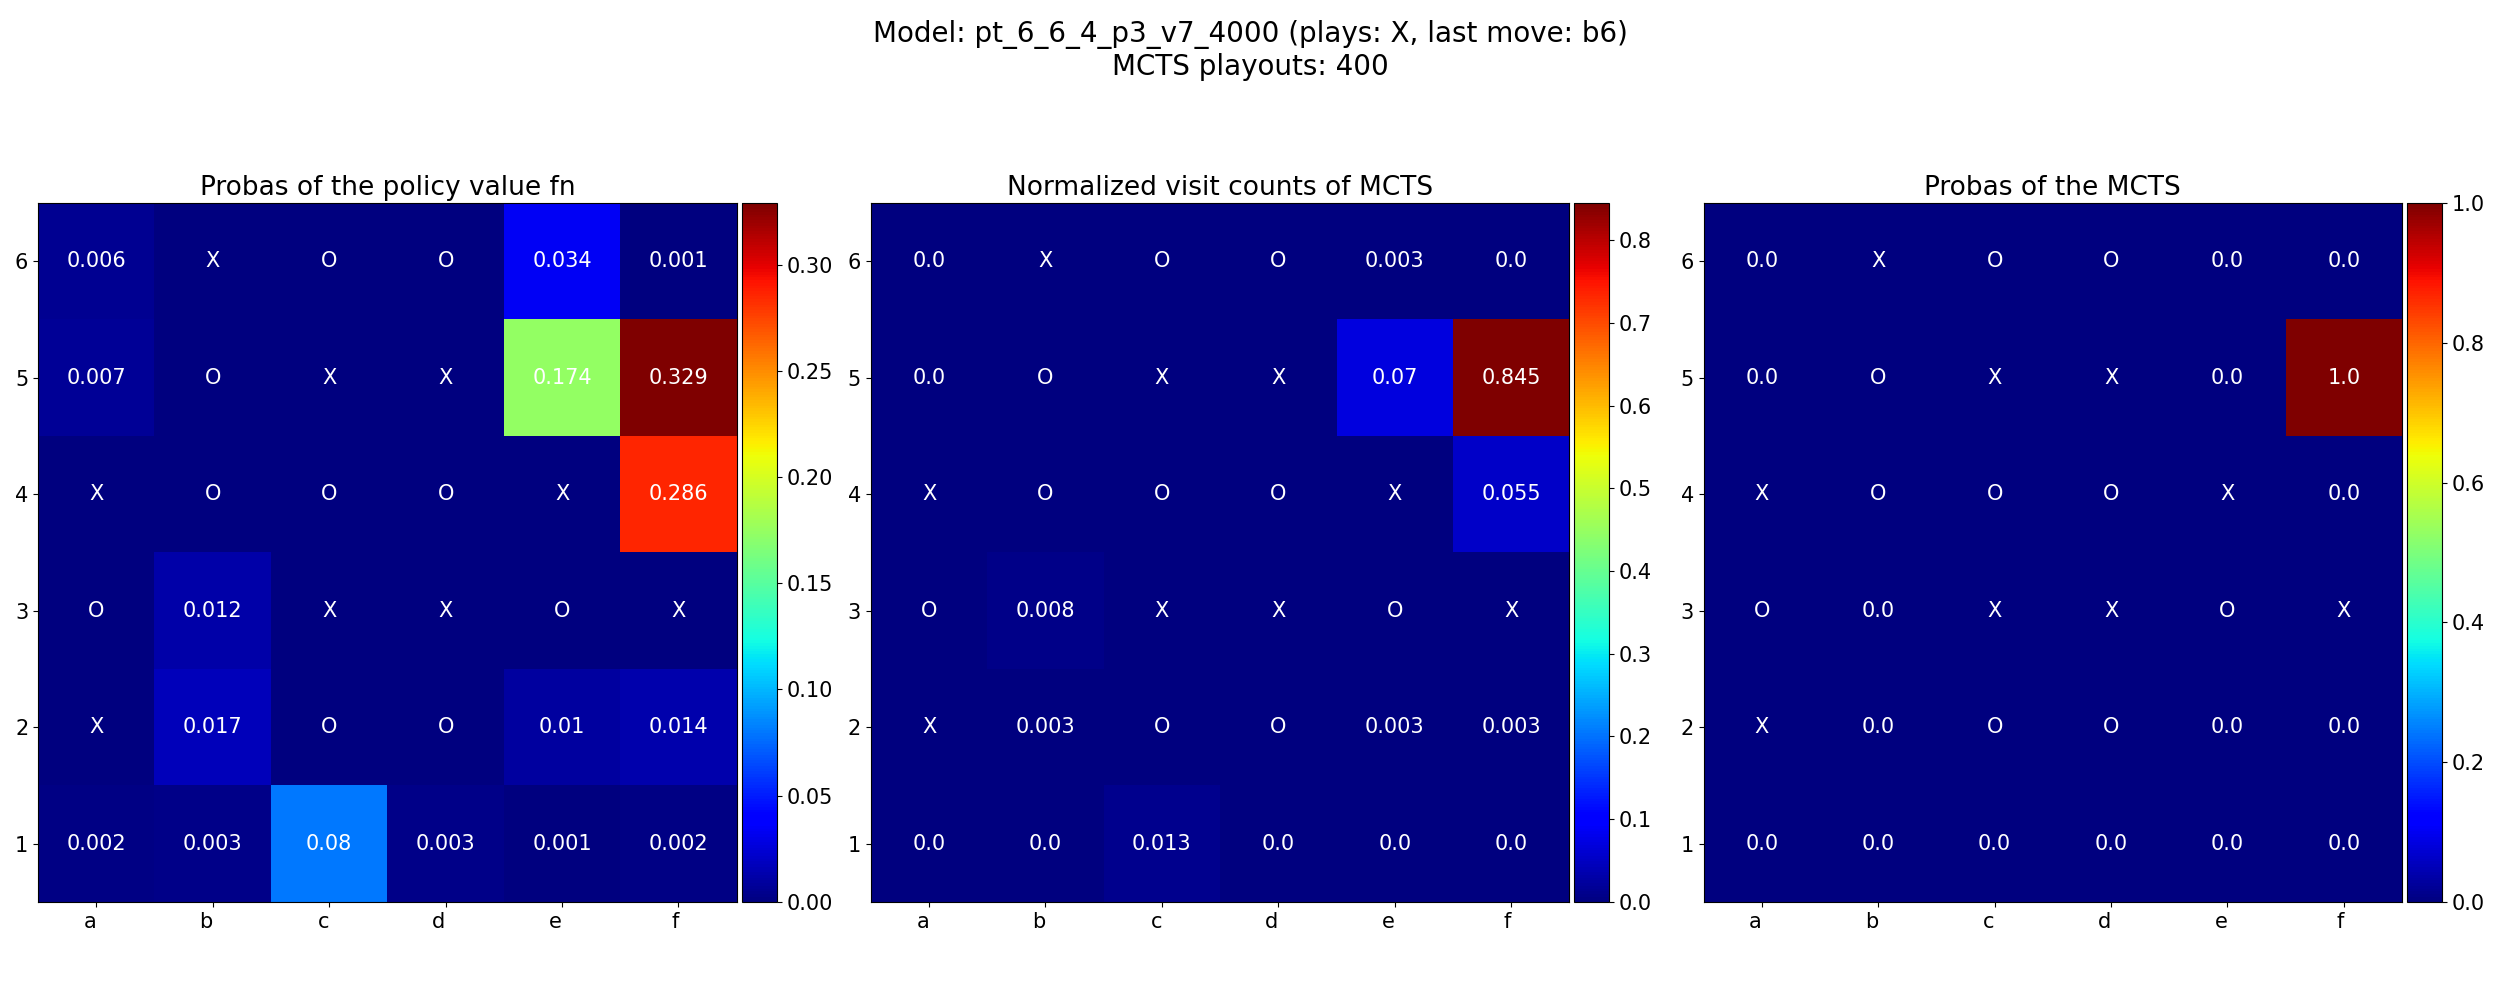 Model: pt_6_6_4_p3_v7_4000 (plays: X, last move: b6)
MCTS playouts: 400
Probas of the policy value fn
6 0.006 X O O 0.034 0.001
5 0.007 O X X 0.174 0.329
4 X O O O X 0.286
3 O 0.012 X X O X
2 X 0.017 O O 0.01 0.014
1 0.002 0.003 0.08 0.003 0.001 0.002
a b c d e f
0.30
0.25
0.20
0.15
0.10
0.05
0.00
Normalized visit counts of MCTS
6 0.0 X O O 0.003 0.0
5 0.0 O X X 0.07 0.845
4 X O O O X 0.055
3 O 0.008 X X O X
2 X 0.003 O O 0.003 0.003
1 0.0 0.0 0.013 0.0 0.0 0.0
a b c d e f
0.8
0.7
0.6
0.5
0.4
0.3
0.2
0.1
0.0
Probas of the MCTS
6 0.0 X O O 0.0 0.0
5 0.0 O X X 0.0 1.0
4 X O O O X 0.0
3 O 0.0 X X O X
2 X 0.0 O O 0.0 0.0
1 0.0 0.0 0.0 0.0 0.0 0.0
a b c d e f
1.0
0.8
0.6
0.4
0.2
0.0